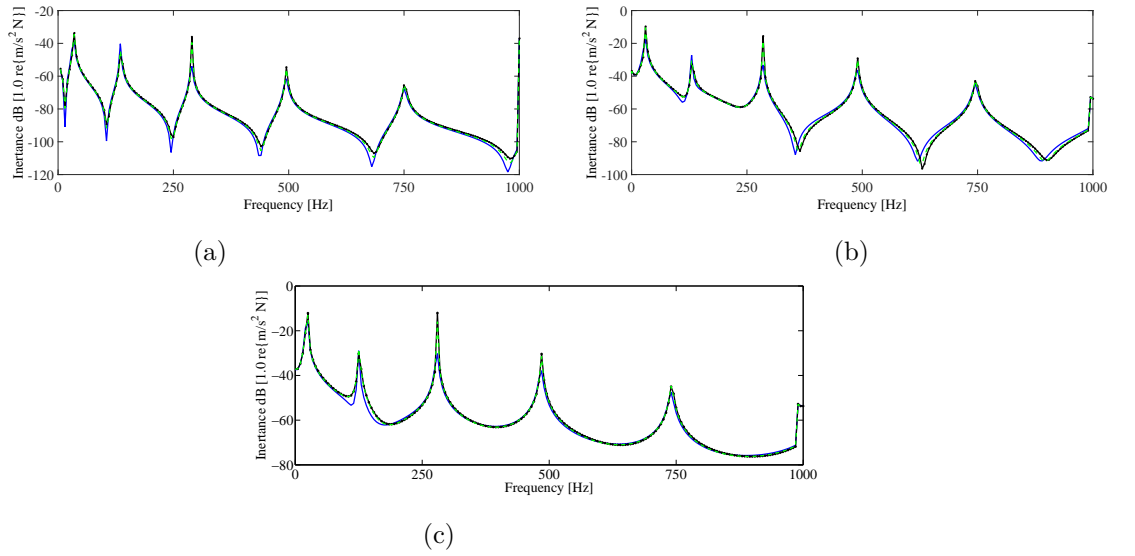 -20
-40
-60
-80
-100
-120
0 250 500 750 1000
Inertance dB [1.0 re{m/s² N}]
Frequency [Hz]
(a)
0
-20
-40
-60
-80
-100
0 250 500 750 1000
Inertance dB [1.0 re{m/s² N}]
Frequency [Hz]
(b)
0
−20
−40
−60
−80
0 250 500 750 1000
Inertance dB [1.0 re{m/s² N}]
Frequency [Hz]
(c)